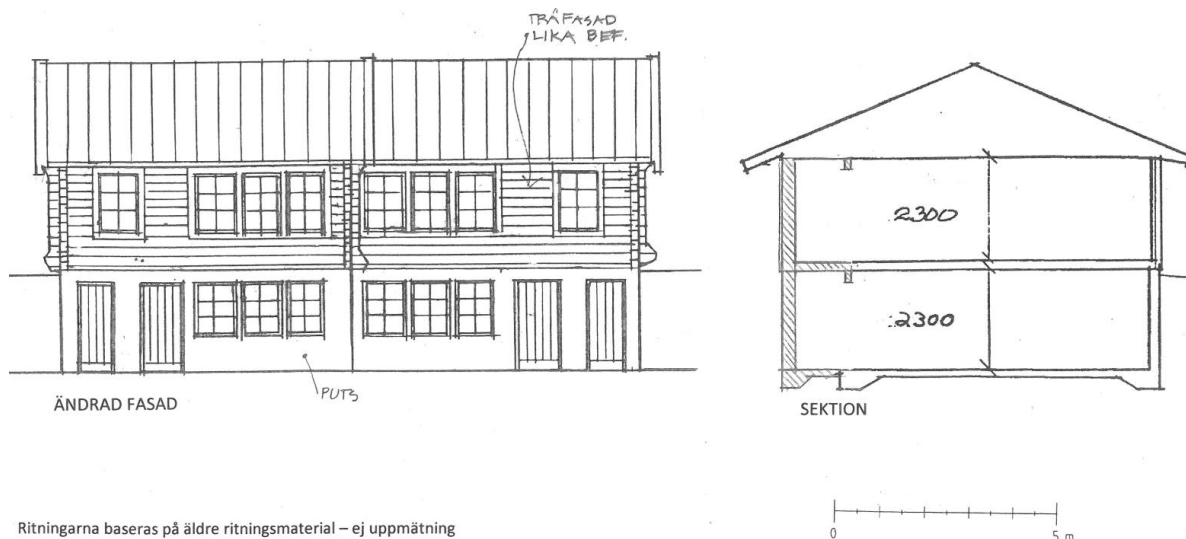 TRÄFASAD
LIKA BEF.
2300
2300
PUTS
ÄNDRAD FASAD
SEKTION
Ritningarna baseras på äldre ritningsmaterial – ej uppmätning
0 5 m